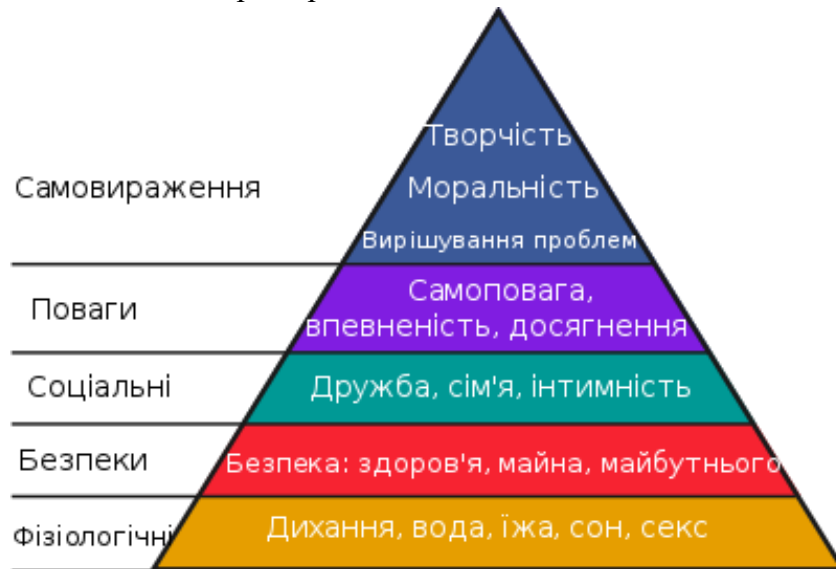 Творчість
Самовираження
Моральність
Вирішування проблем
Поваги
Самоповага,
впевненість, досягнення
Соціальні
Дружба, сім'я, інтимність
Безпеки
Безпека: здоров'я, майна, майбутнього
Фізіологічні
Дихання, вода, їжа, сон, секс